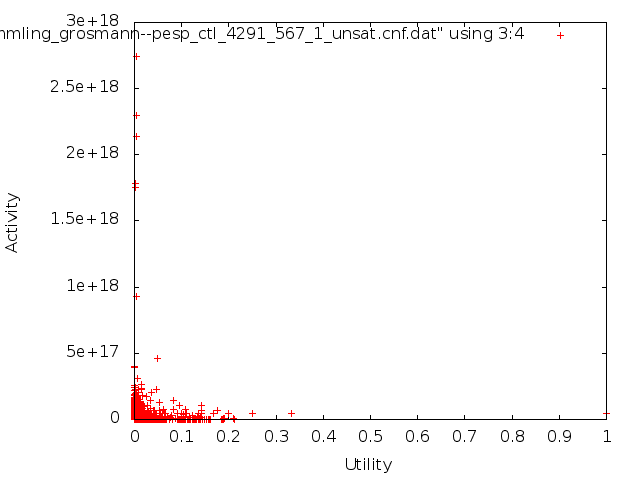 3e+18
mling_grosmann--pesp_ctl_4291_567_1_unsat.cnf.dat" using 3:4
2.5e+18
2e+18
1.5e+18
1e+18
5e+17
0
Activity
0 0.1 0.2 0.3 0.4 0.5 0.6 0.7 0.8 0.9 1
Utility